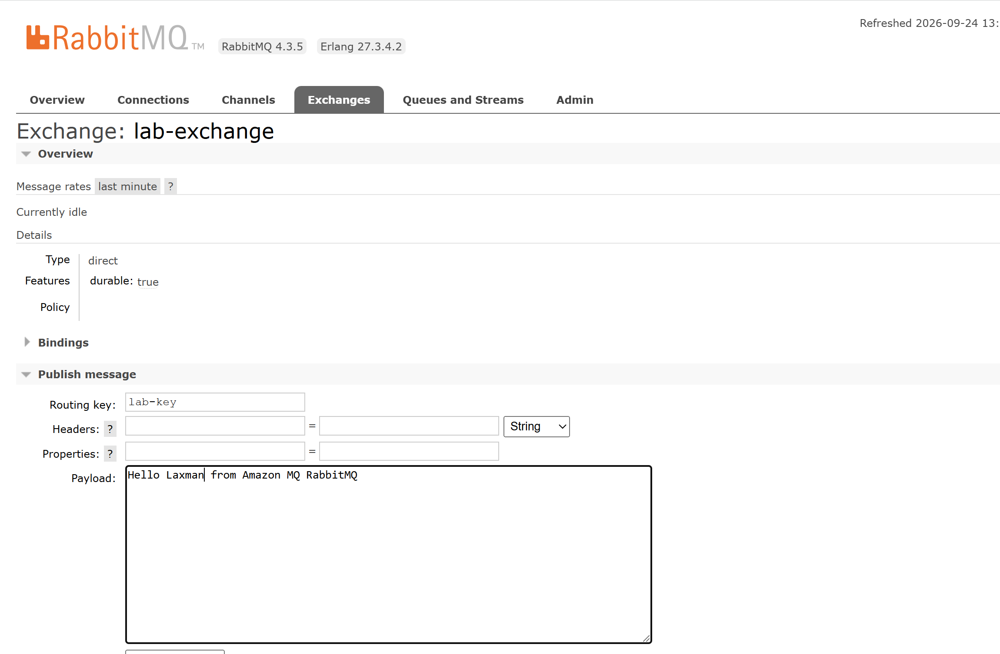 Refreshed 2026-09-24 13:
RabbitMQ TM RabbitMQ 4.3.5 Erlang 27.3.4.2
Overview Connections Channels Exchanges Queues and Streams Admin
Exchange: lab-exchange
Overview
Message rates last minute ?
Currently idle
Details
Type direct
Features durable: true
Policy
Bindings
Publish message
Routing key: lab-key
Headers: ? = String
Properties: ? =
Payload: Hello Laxman from Amazon MQ RabbitMQ